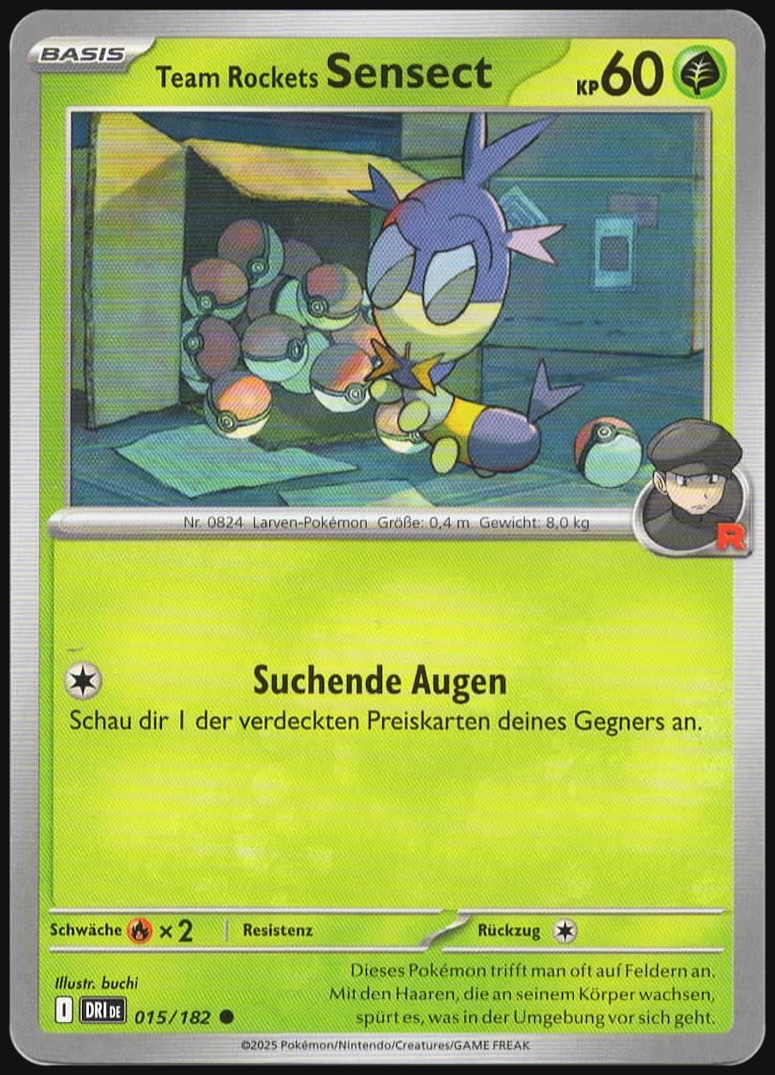 BASIS
Team Rockets Sensect KP 60
Nr. 0824 Larven-Pokémon Größe: 0,4 m Gewicht: 8,0 kg
R
Suchende Augen
Schau dir 1 der verdeckten Preiskarten deines Gegners an.
Schwäche ×2 Resistenz Rückzug
Illustr. buchi
Dieses Pokémon trifft man oft auf Feldern an.
Mit den Haaren, die an seinem Körper wachsen,
spürt es, was in der Umgebung vor sich geht.
I DRI DE 015/182
©2025 Pokémon/Nintendo/Creatures/GAME FREAK